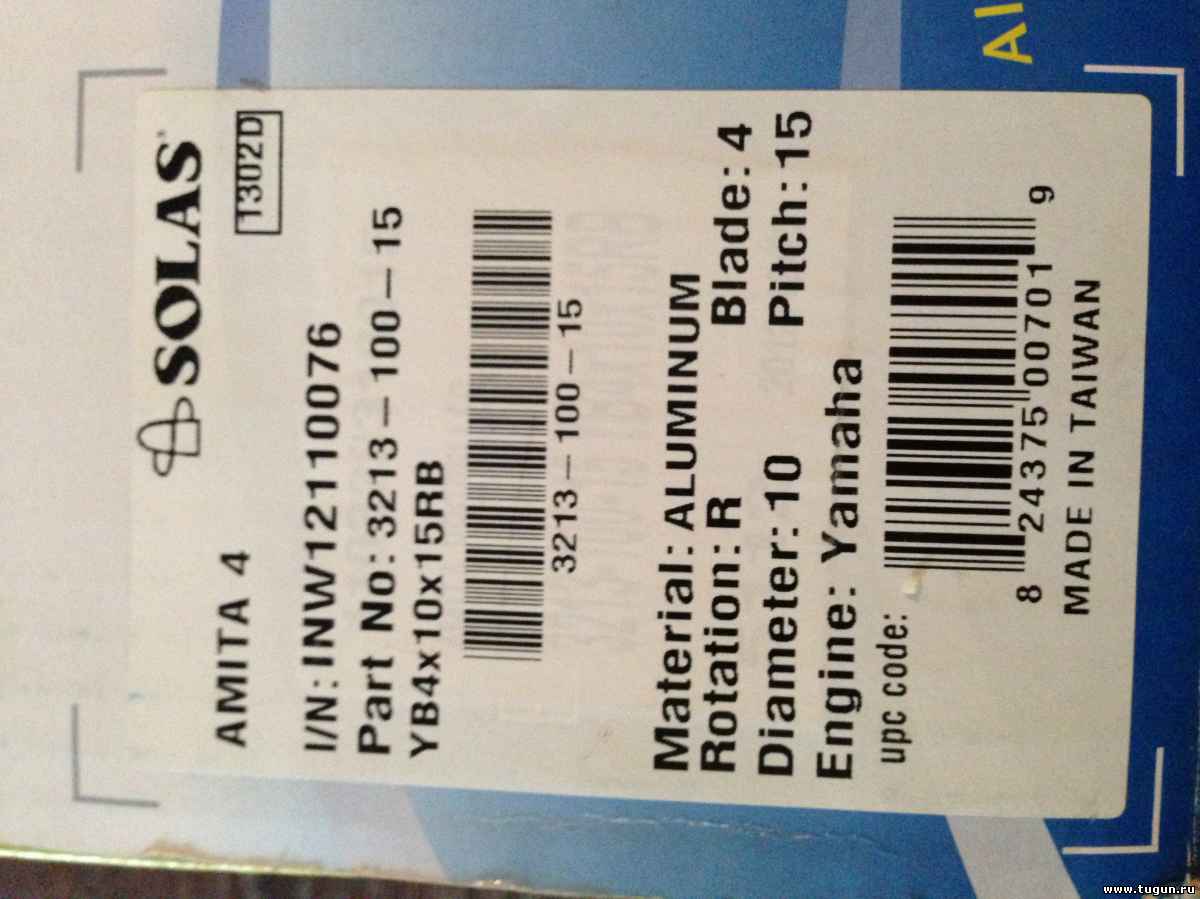 SOLAS
AMITA 4
1302D
I/N: INW12110076
Part No: 3213-100-15
YB4x10x15RB
3213-100-15
Material: ALUMINUM
Rotation: R Blade: 4
Diameter: 10 Pitch: 15
Engine: Yamaha
upc code:
8 24375 00701 9
MADE IN TAIWAN
www.tugun.ru